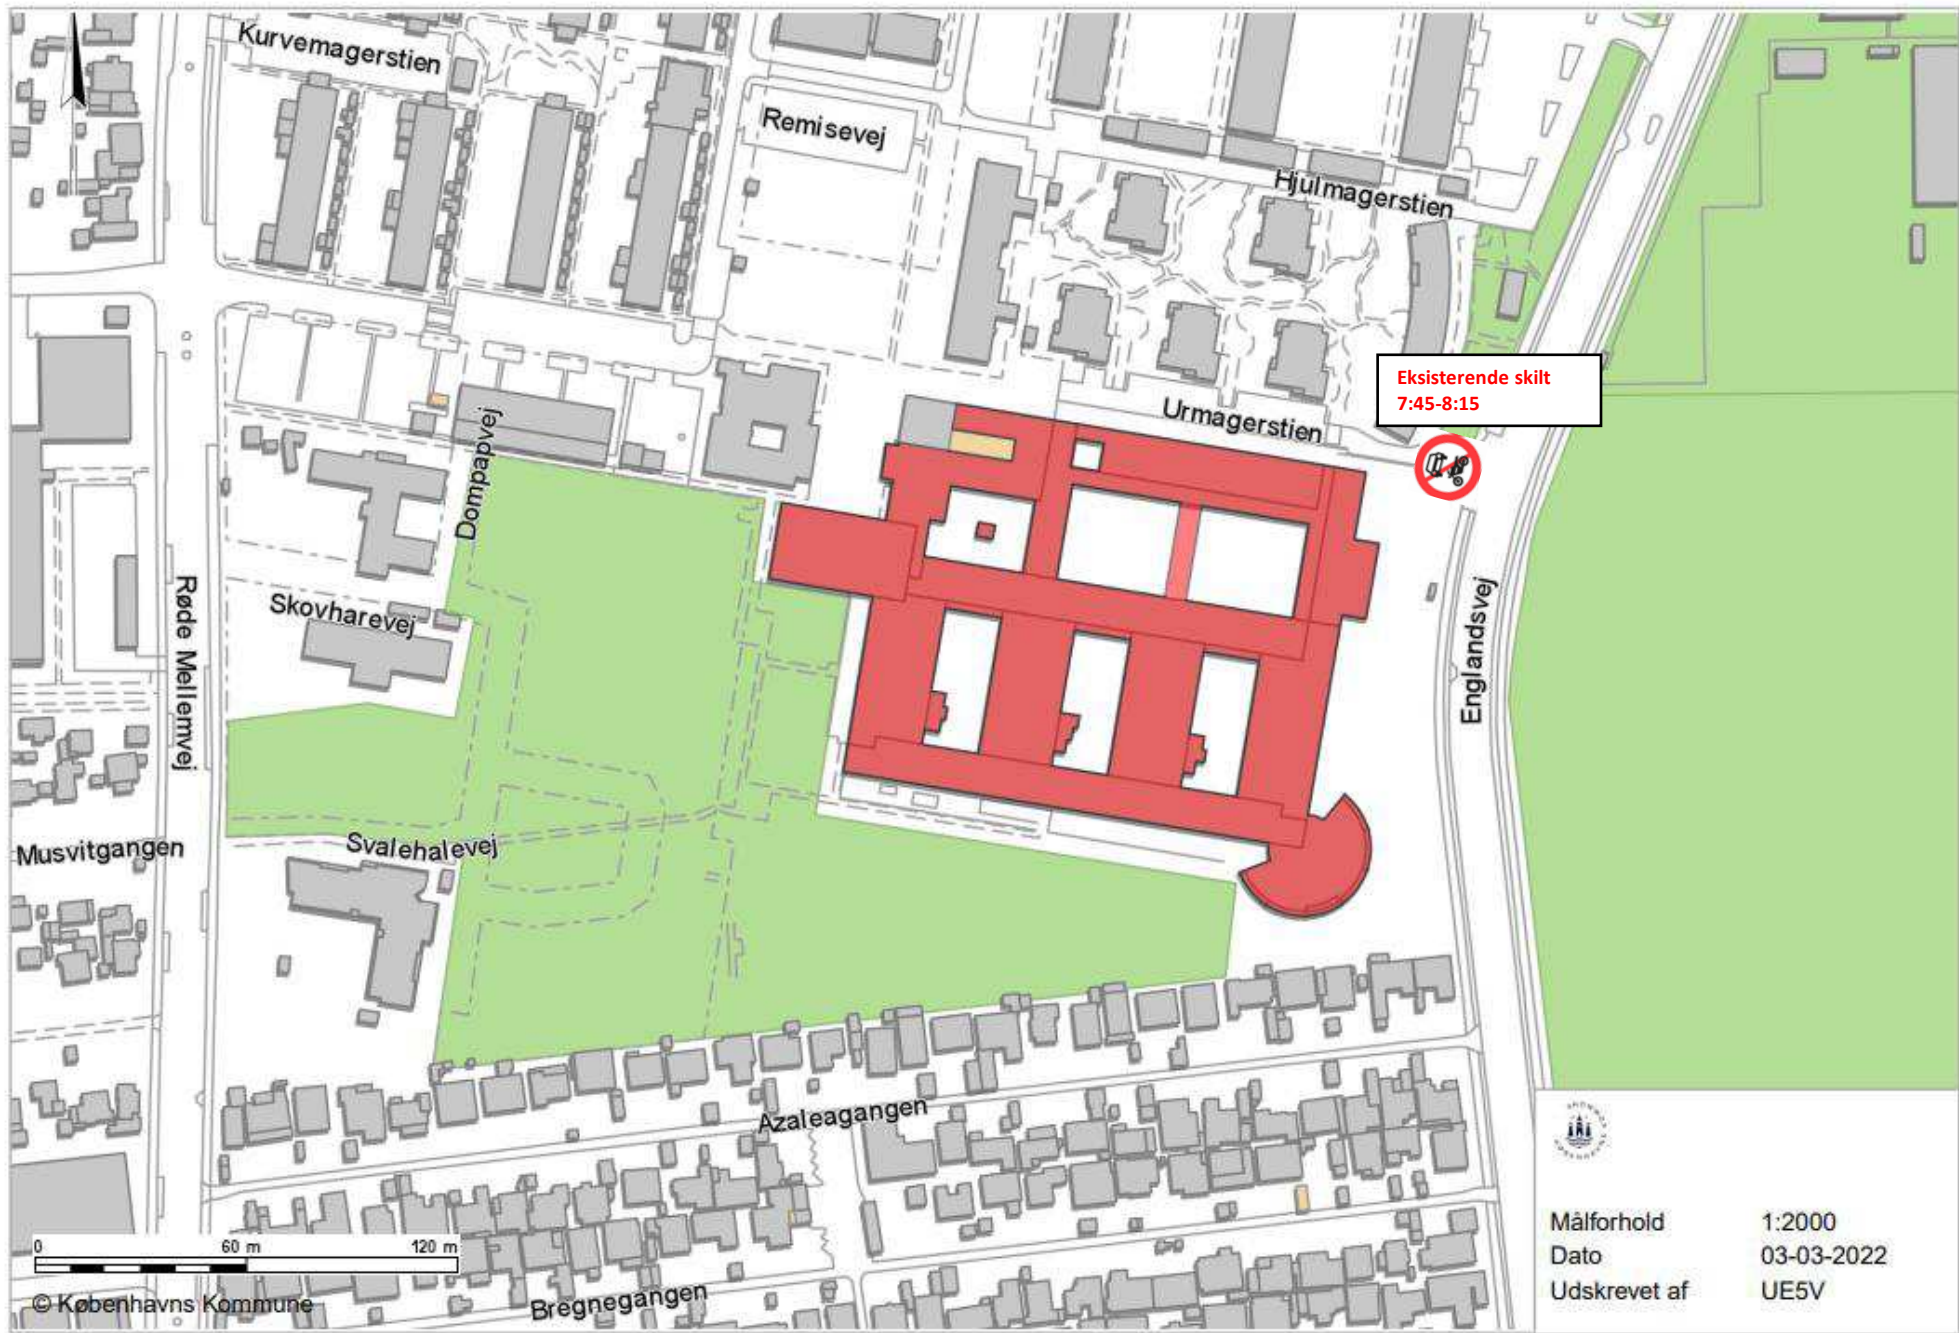 Kurvemagerstien
Remisevej
Hjulmagerstien
Eksisterende skilt
7:45-8:15
Urmagerstien
Dompapvej
Røde Mellemvej
Skovharevej
Englandsvej
Musvitgangen
Svalehalevej
Azaleagangen
Bregnegangen
0 60 m 120 m
© Københavns Kommune
Målforhold 1:2000
Dato 03-03-2022
Udskrevet af UE5V